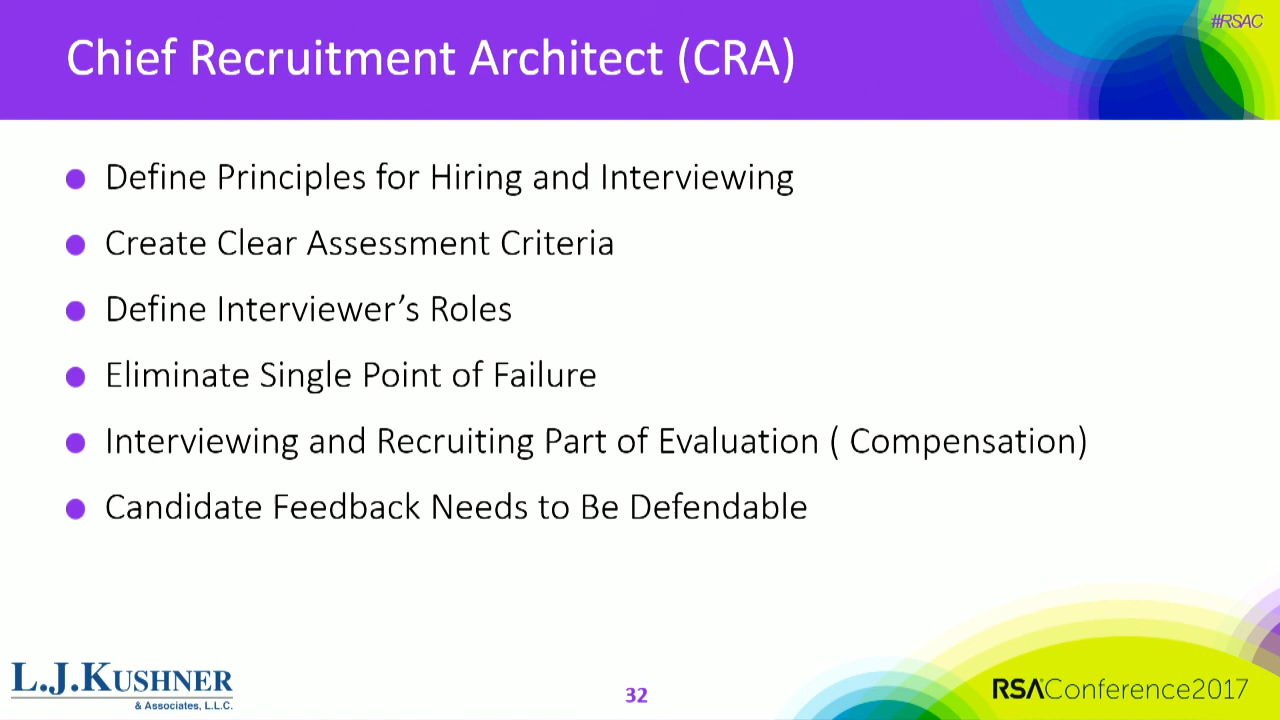 #RSAC
Chief Recruitment Architect (CRA)
Define Principles for Hiring and Interviewing
Create Clear Assessment Criteria
Define Interviewer’s Roles
Eliminate Single Point of Failure
Interviewing and Recruiting Part of Evaluation ( Compensation)
Candidate Feedback Needs to Be Defendable
L.J.KUSHNER
& Associates, L.L.C.
32
RSAConference2017